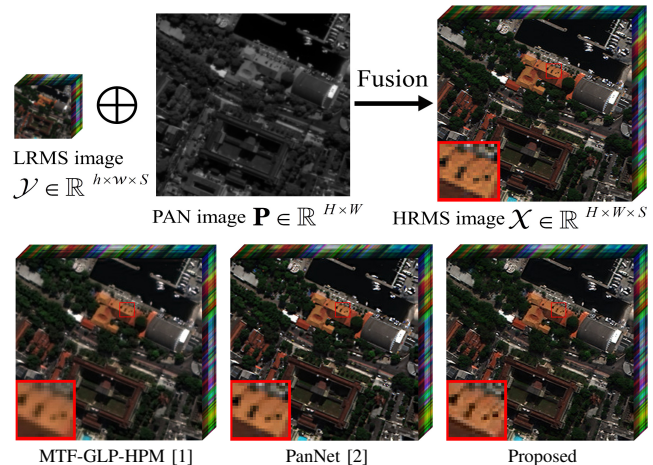 Fusion
LRMS image
𝒴 ∈ ℝ h×w×S
PAN image 𝐏 ∈ ℝ H×W
HRMS image 𝒳 ∈ ℝ H×W×S
MTF-GLP-HPM [1]
PanNet [2]
Proposed